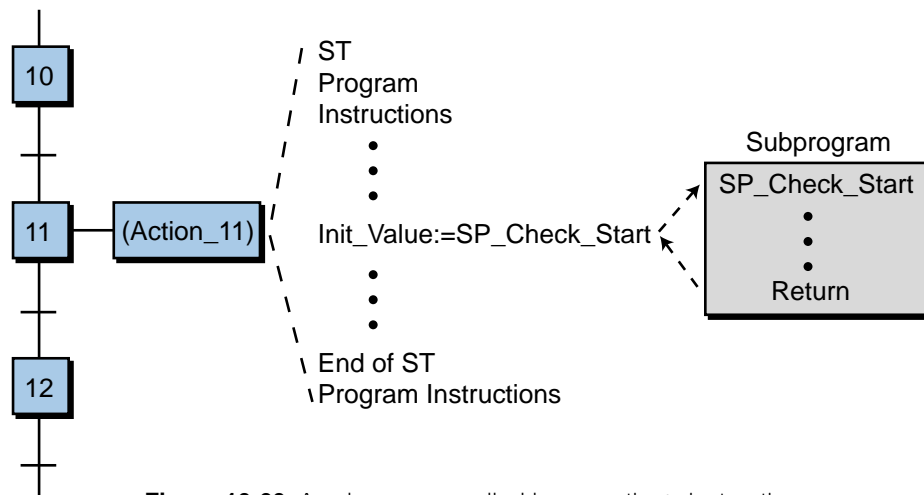 10
11
12
(Action_11)
ST
Program
Instructions
Init_Value:=SP_Check_Start
End of ST
Program Instructions
Subprogram
SP_Check_Start
Return